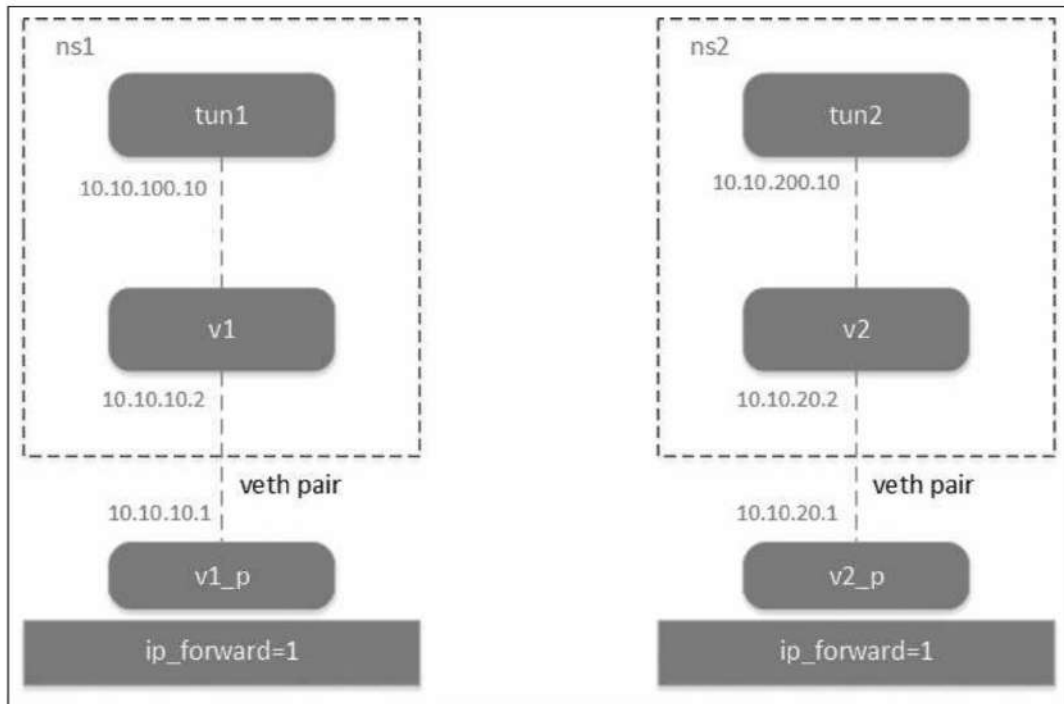 ns1
tun1
10.10.100.10
v1
10.10.10.2
veth pair
10.10.10.1
v1_p
ip_forward=1
ns2
tun2
10.10.200.10
v2
10.10.20.2
veth pair
10.10.20.1
v2_p
ip_forward=1